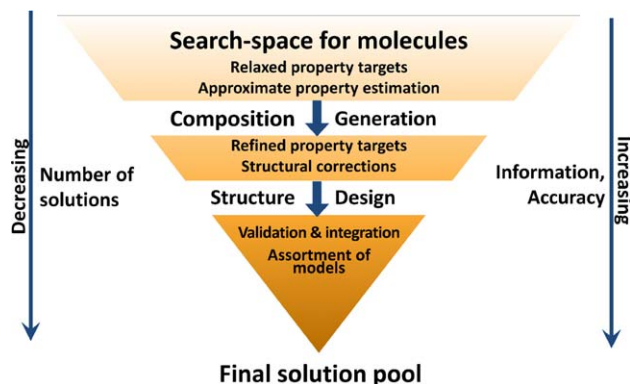 Search-space for molecules
Relaxed property targets
Approximate property estimation
Composition Generation
Refined property targets
Structural corrections
Structure Design
Validation & integration
Assortment of
models
Final solution pool
Decreasing
Number of
solutions
Information,
Accuracy
Increasing